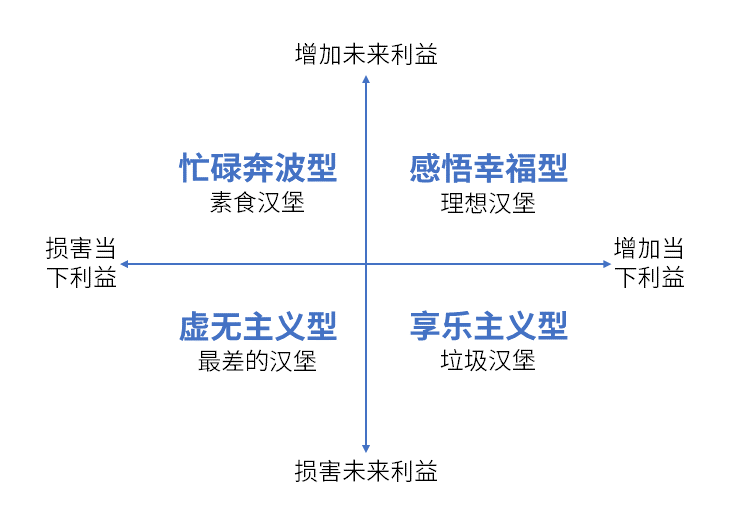 增加未来利益
忙碌奔波型
素食汉堡
感悟幸福型
理想汉堡
损害当
下利益
增加当
下利益
虚无主义型
最差的汉堡
享乐主义型
垃圾汉堡
损害未来利益